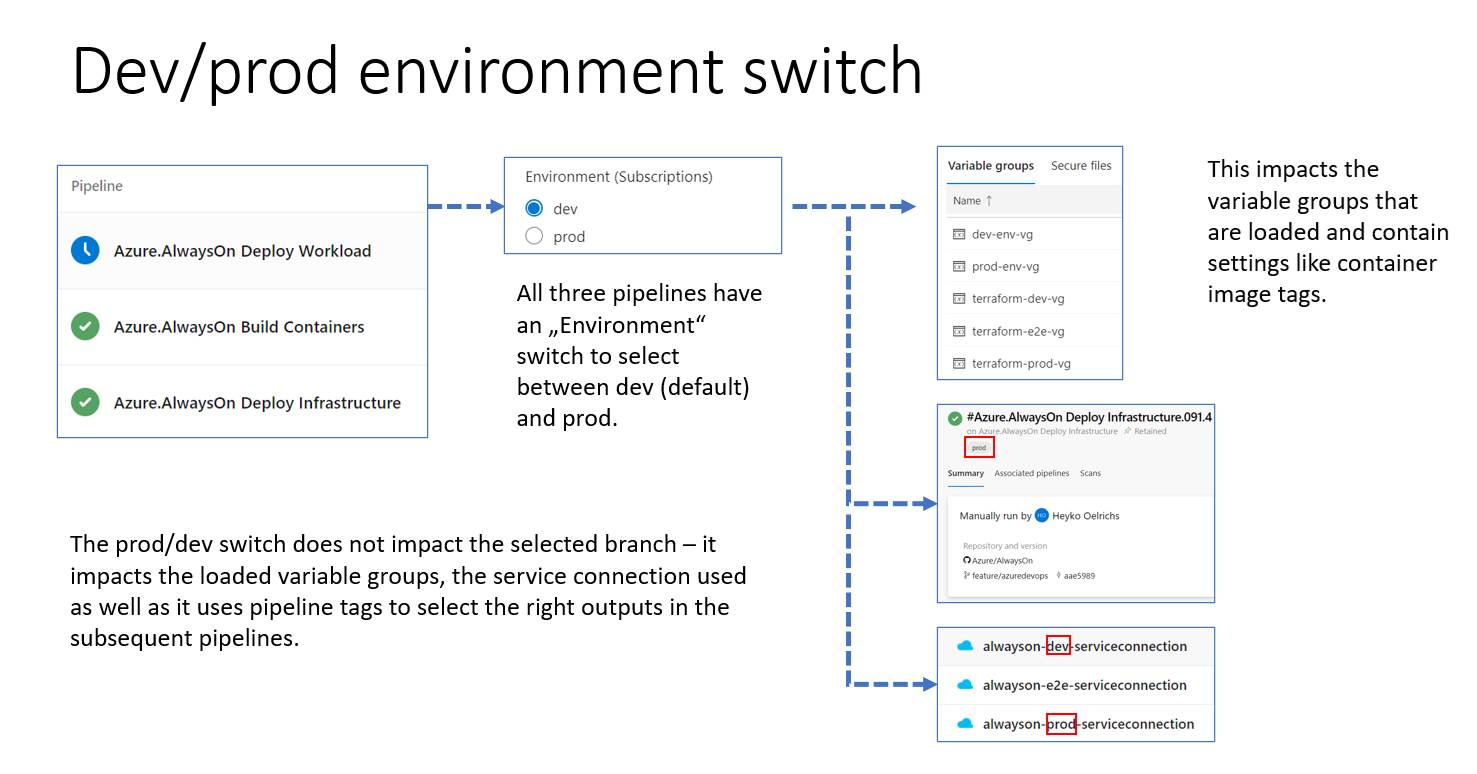 Dev/prod environment switch
Pipeline
Azure.AlwaysOn Deploy Workload
Azure.AlwaysOn Build Containers
Azure.AlwaysOn Deploy Infrastructure
Environment (Subscriptions)
dev
prod
All three pipelines have
an „Environment“
switch to select
between dev (default)
and prod.
Variable groups Secure files
Name ↑
dev-env-vg
prod-env-vg
terraform-dev-vg
terraform-e2e-vg
terraform-prod-vg
This impacts the
variable groups that
are loaded and contain
settings like container
image tags.
#Azure.AlwaysOn Deploy Infrastructure.091.4
on Azure.AlwaysOn Deploy Infrastructure Retained
prod
Summary Associated pipelines Scans
Manually run by HO Heyko Oelrichs
Repository and version
Azure/AlwaysOn
feature/azuredevops aae5989
The prod/dev switch does not impact the selected branch – it
impacts the loaded variable groups, the service connection used
as well as it uses pipeline tags to select the right outputs in the
subsequent pipelines.
alwayson-dev-serviceconnection
alwayson-e2e-serviceconnection
alwayson-prod-serviceconnection